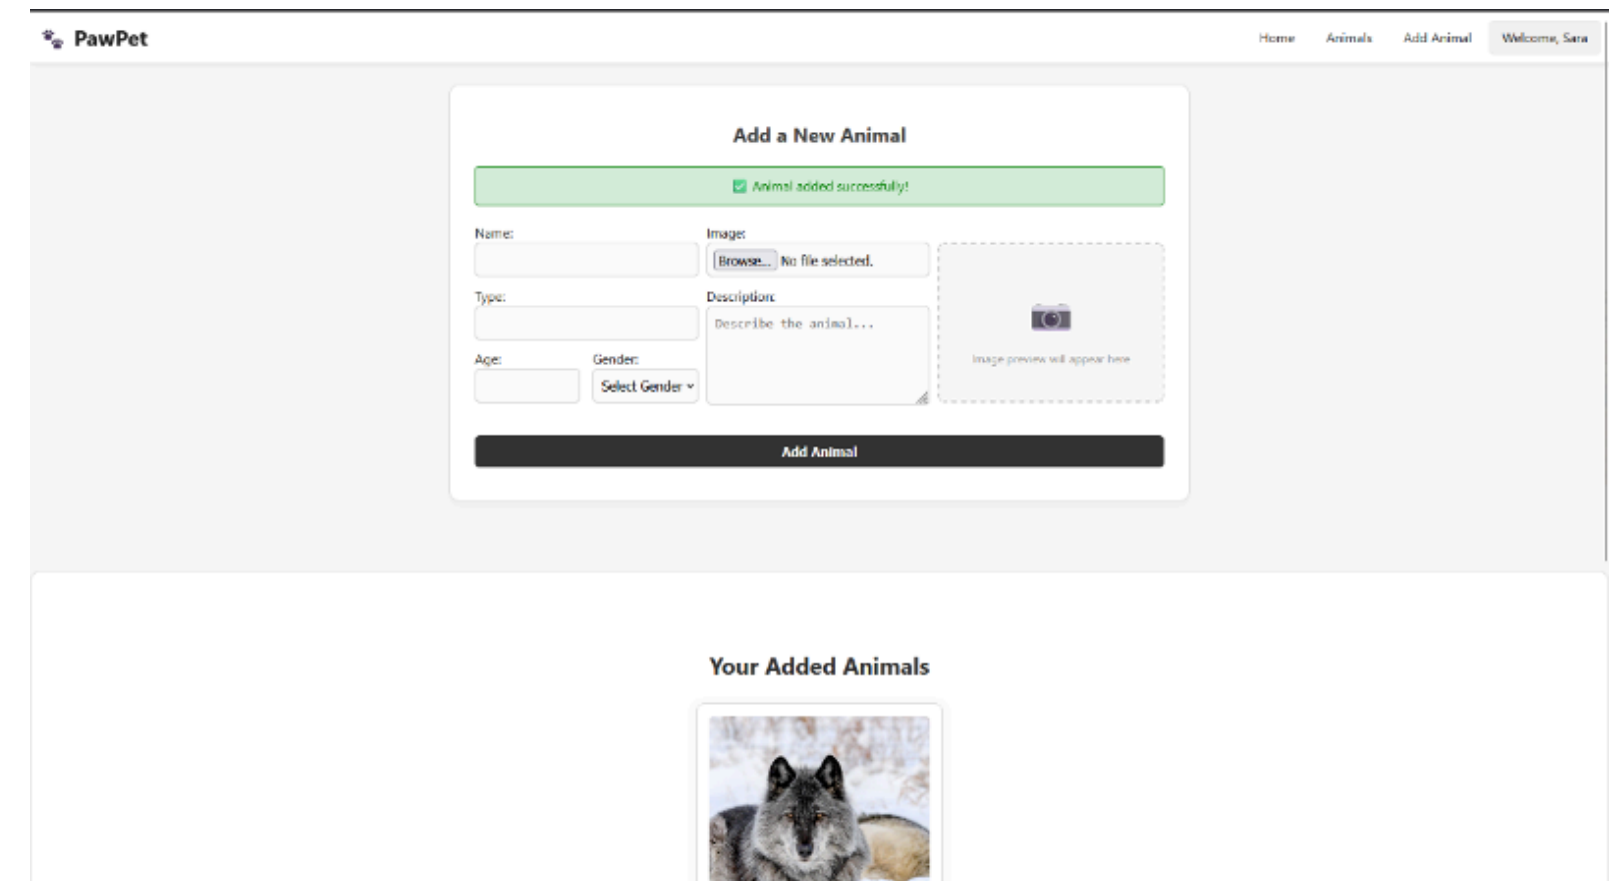 PawPet
Home Animals Add Animal Welcome, Sara
Add a New Animal
Animal added successfully!
Name:
Image:
Browse... No file selected.
Type:
Description:
Describe the animal...
Age:
Gender:
Select Gender
Image preview will appear here
Add Animal
Your Added Animals